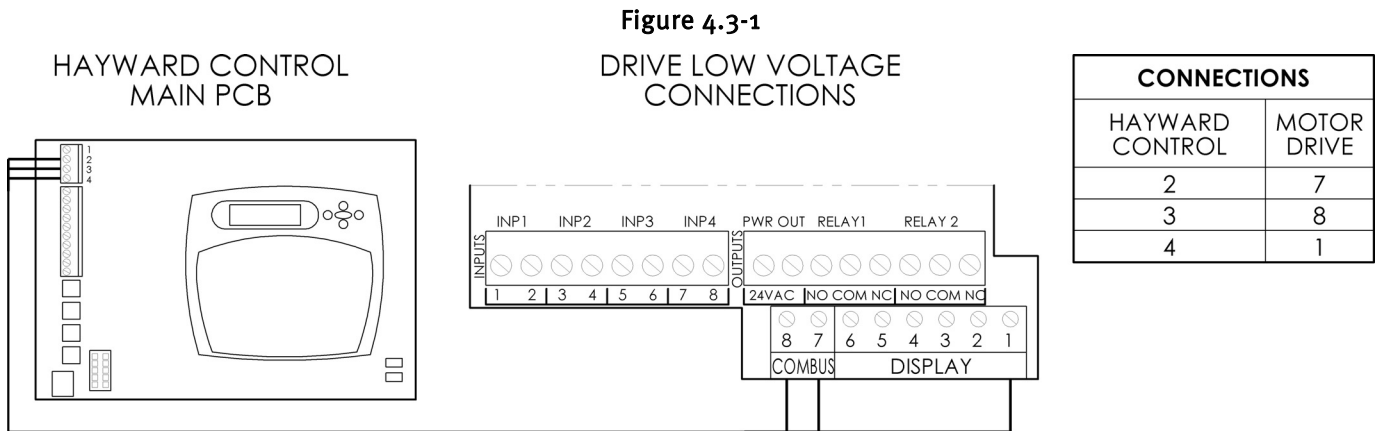 Figure 4.3-1
HAYWARD CONTROL
MAIN PCB
1
2
3
4
DRIVE LOW VOLTAGE
CONNECTIONS
INPUTS
INP1 INP2 INP3 INP4
1 2 3 4 5 6 7 8
OUTPUTS
PWR OUT RELAY1 RELAY 2
24VAC NO COM NC NO COM NC
8 7 6 5 4 3 2 1
COMBUS DISPLAY
CONNECTIONS
HAYWARD CONTROL MOTOR DRIVE
2 7
3 8
4 1